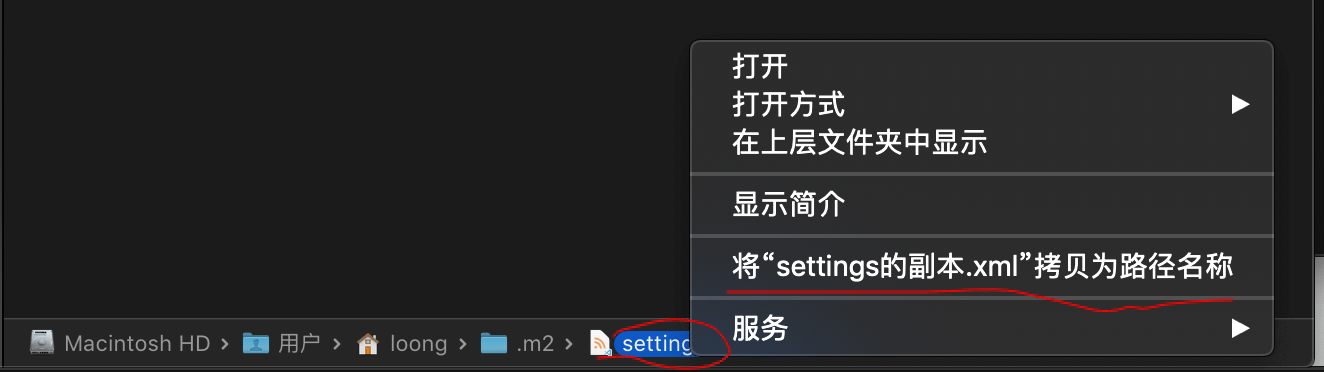 打开
打开方式
在上层文件夹中显示
显示简介
将“settings的副本.xml”拷贝为路径名称
服务
Macintosh HD › 用户 › loong › .m2 › setting